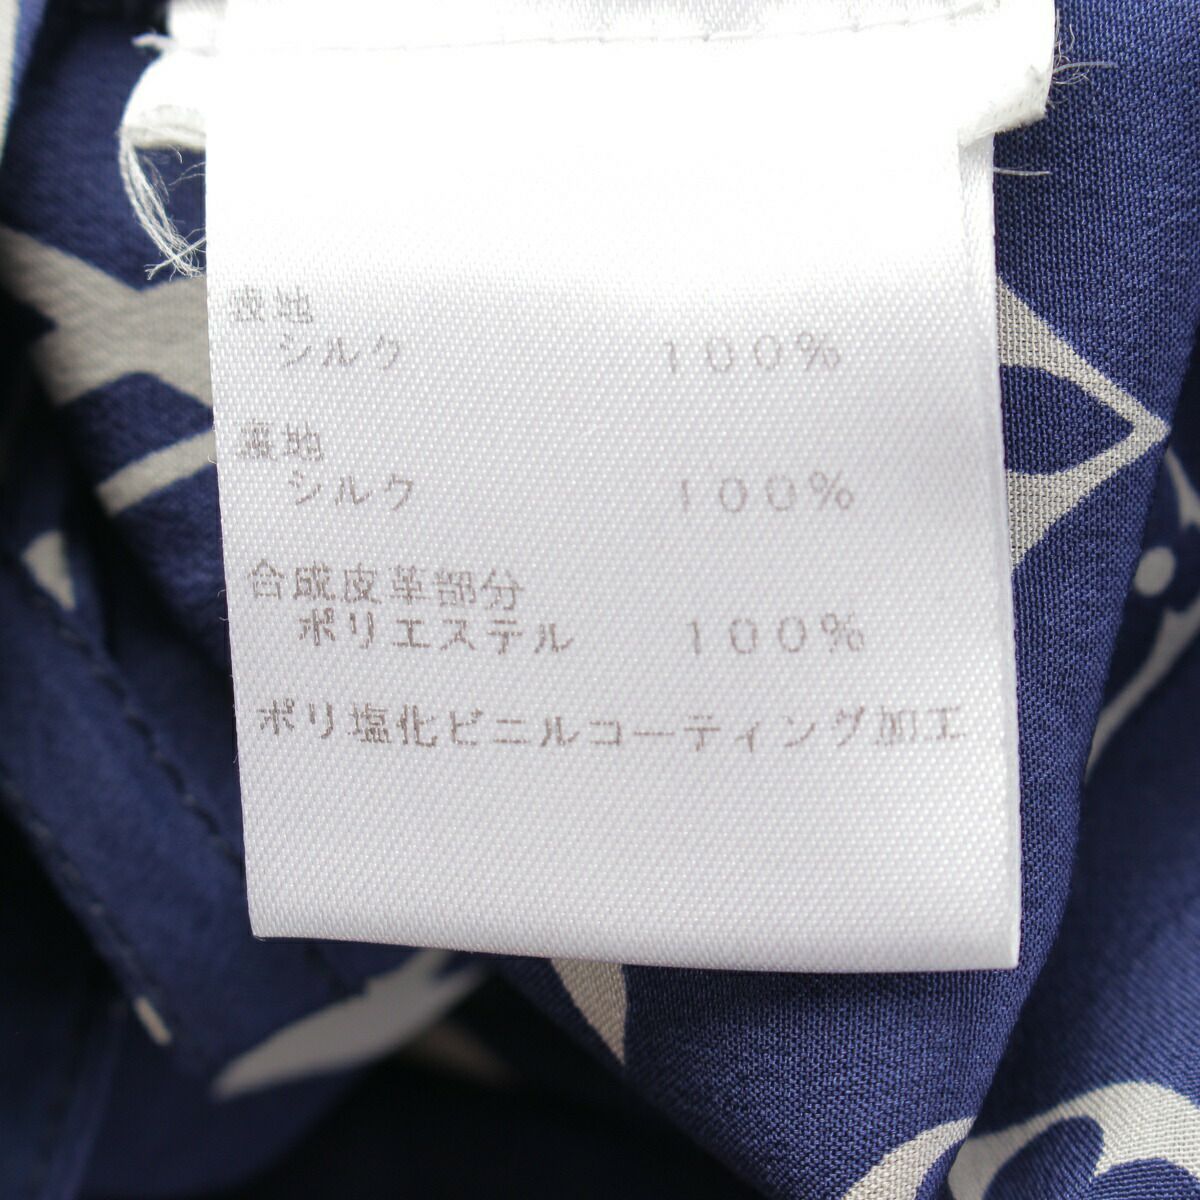 表地
シルク 100%
裏地
シルク 100%
合成皮革部分
ポリエステル 100%
ポリ塩化ビニルコーティング加工